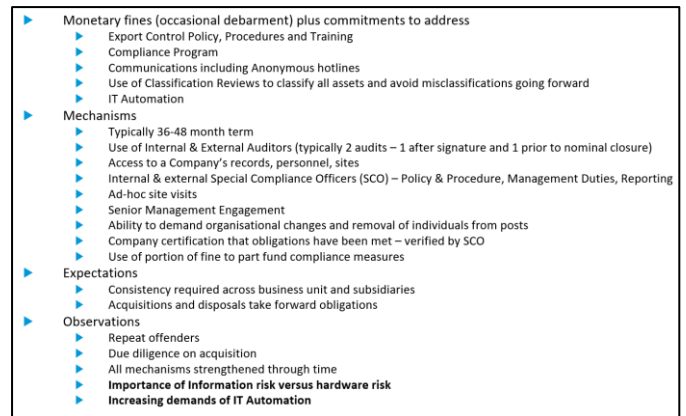 Monetary fines (occasional debarment) plus commitments to address
Export Control Policy, Procedures and Training
Compliance Program
Communications including Anonymous hotlines
Use of Classification Reviews to classify all assets and avoid misclassifications going forward
IT Automation
Mechanisms
Typically 36-48 month term
Use of Internal & External Auditors (typically 2 audits – 1 after signature and 1 prior to nominal closure)
Access to a Company's records, personnel, sites
Internal & external Special Compliance Officers (SCO) – Policy & Procedure, Management Duties, Reporting
Ad-hoc site visits
Senior Management Engagement
Ability to demand organisational changes and removal of individuals from posts
Company certification that obligations have been met – verified by SCO
Use of portion of fine to part fund compliance measures
Expectations
Consistency required across business unit and subsidiaries
Acquisitions and disposals take forward obligations
Observations
Repeat offenders
Due diligence on acquisition
All mechanisms strengthened through time
Importance of Information risk versus hardware risk
Increasing demands of IT Automation